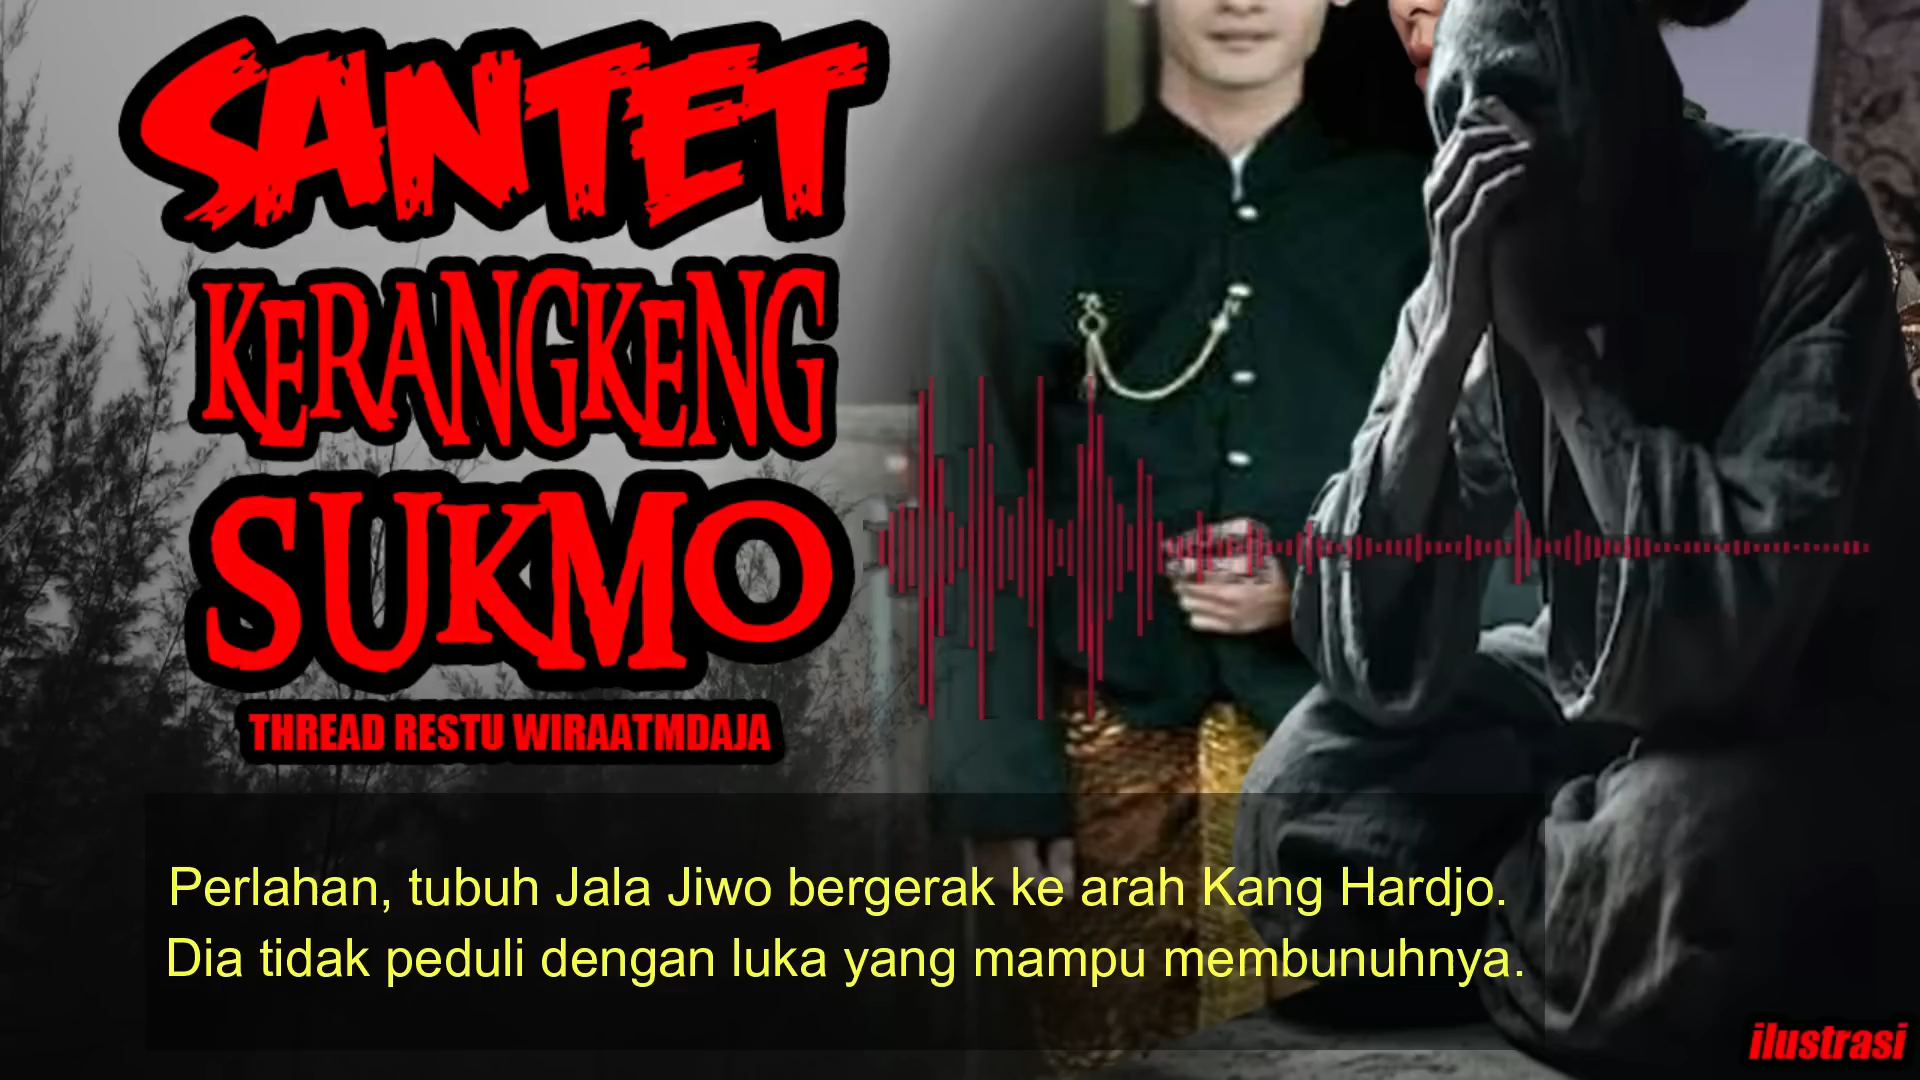 SANTET
KERANGKENG
SUKMO
THREAD RESTU WIRAATMDAJA
Perlahan, tubuh Jala Jiwo bergerak ke arah Kang Hardjo.
Dia tidak peduli dengan luka yang mampu membunuhnya.
ilustrasi